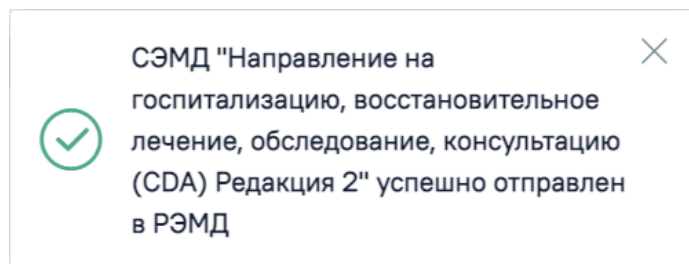 СЭМД "Направление на
госпитализацию, восстановительное
лечение, обследование, консультацию
(CDA) Редакция 2" успешно отправлен
в РЭМД